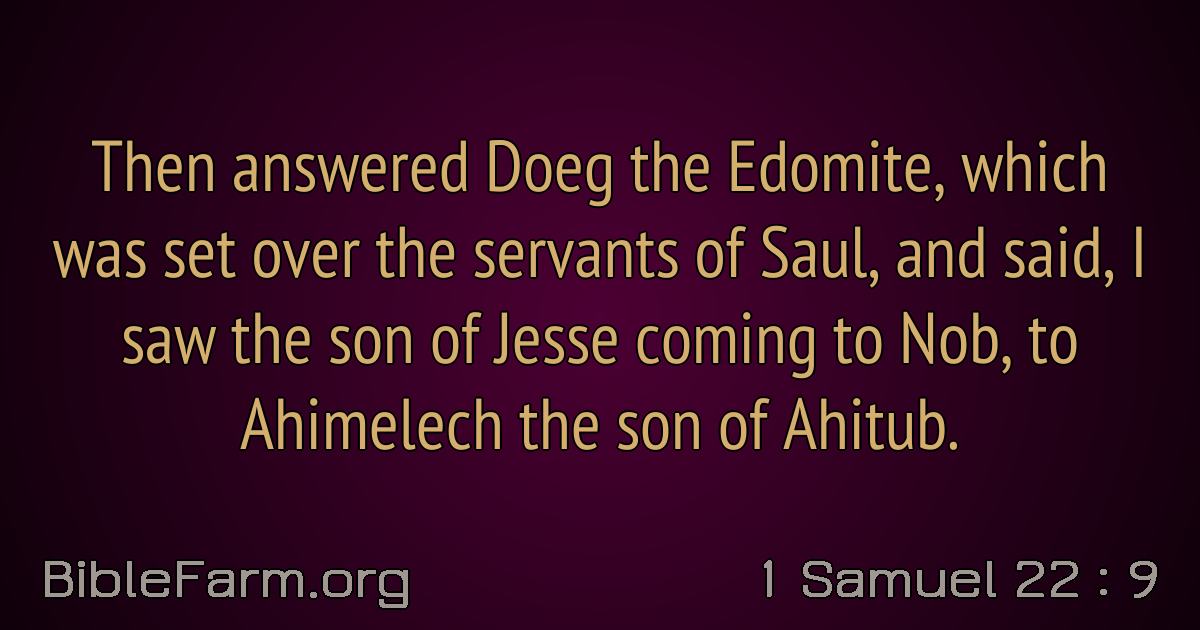 Then answered Doeg the Edomite, which
was set over the servants of Saul, and said, I
saw the son of Jesse coming to Nob, to
Ahimelech the son of Ahitub.
BibleFarm.org
1 Samuel 22 : 9